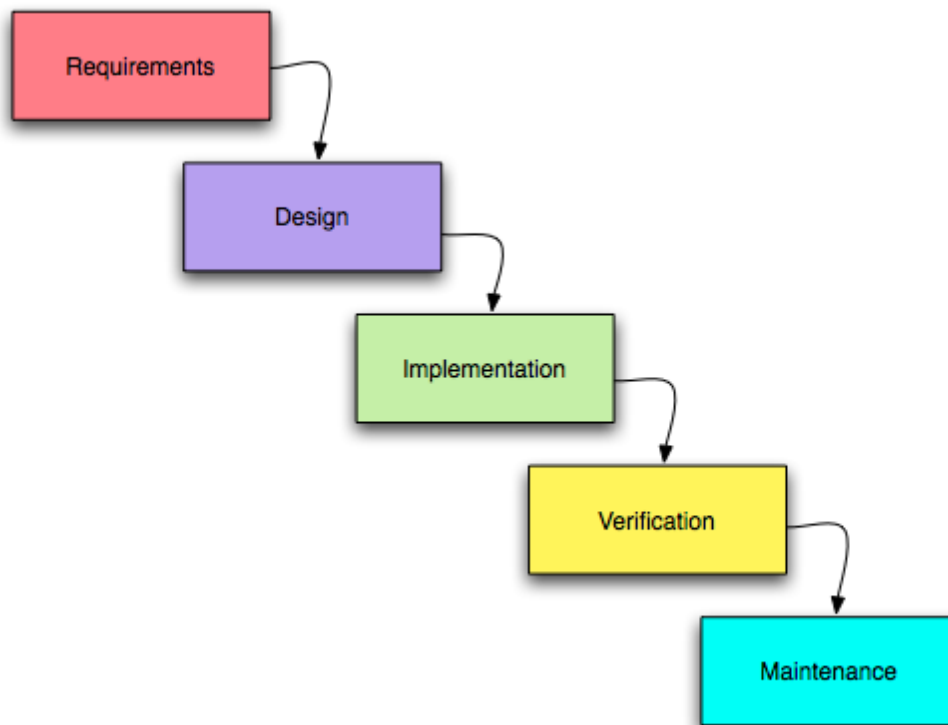 Requirements
Design
Implementation
Verification
Maintenance